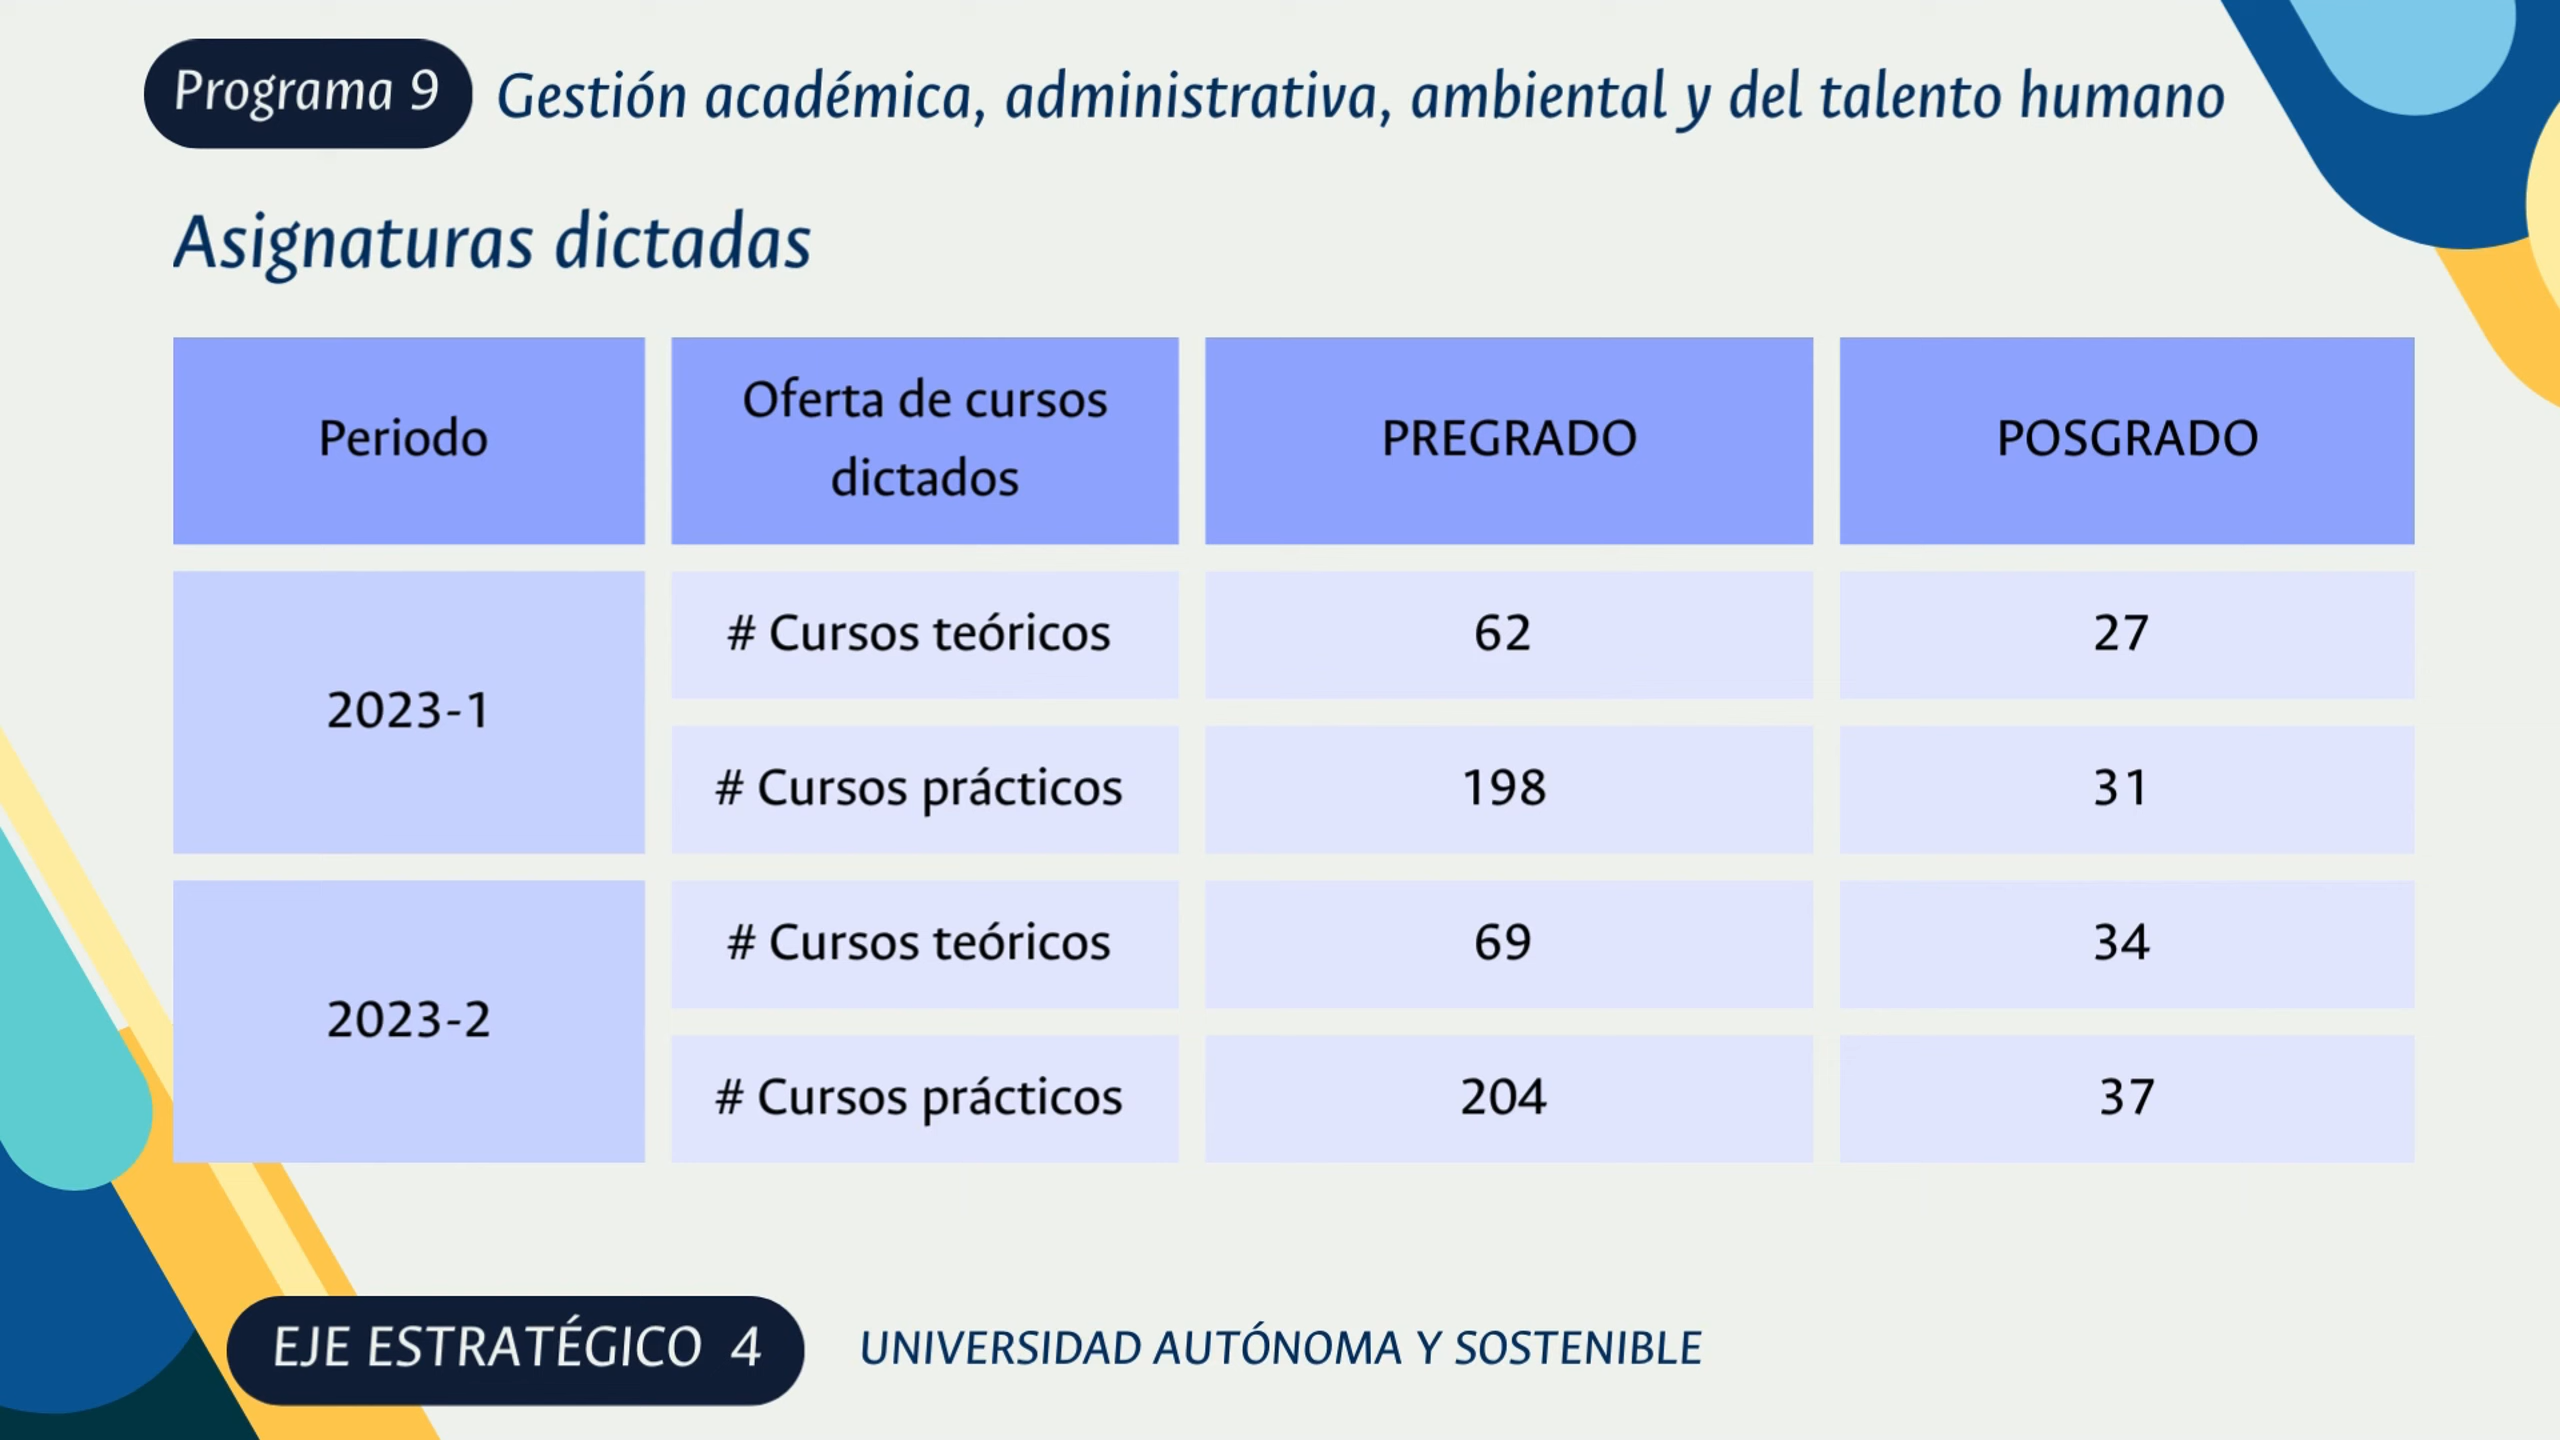 Programa 9 Gestión académica, administrativa, ambiental y del talento humano
Asignaturas dictadas
Periodo
Oferta de cursos
dictados
PREGRADO
POSGRADO
2023-1
# Cursos teóricos 62 27
# Cursos prácticos 198 31
2023-2
# Cursos teóricos 69 34
# Cursos prácticos 204 37
EJE ESTRATÉGICO 4 UNIVERSIDAD AUTÓNOMA Y SOSTENIBLE